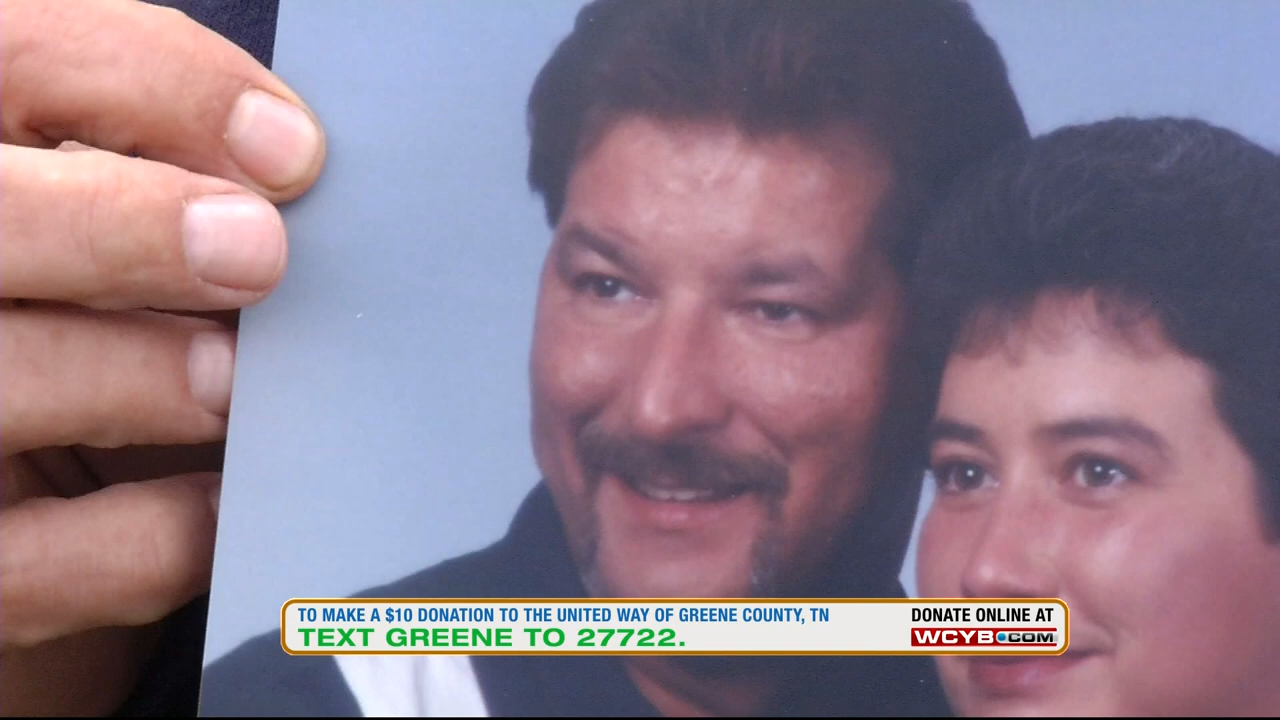 TO MAKE A $10 DONATION TO THE UNITED WAY OF GREENE COUNTY, TN
TEXT GREENE TO 27722.
DONATE ONLINE AT
WCYB.COM